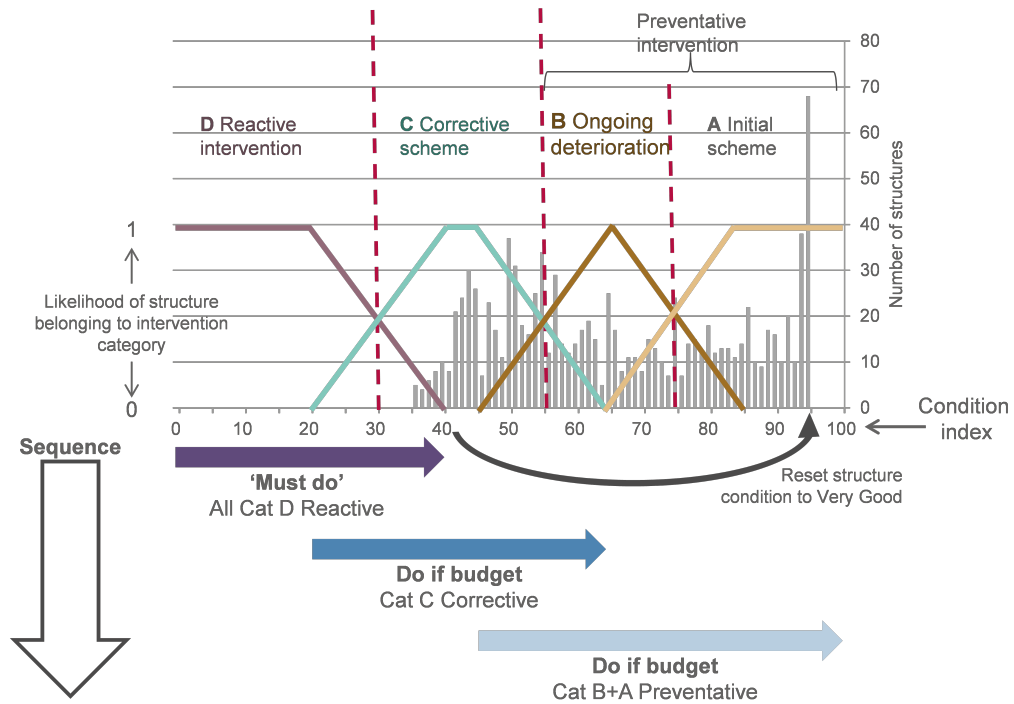 Preventative
intervention
80
70
60
50
40
30
20
10
0
Number of structures
D Reactive
intervention
C Corrective
scheme
B Ongoing
deterioration
A Initial
scheme
1
Likelihood of structure
belonging to intervention
category
0
0 10 20 30 40 50 60 70 80 90 100
Condition
index
Sequence
'Must do'
All Cat D Reactive
Reset structure
condition to Very Good
Do if budget
Cat C Corrective
Do if budget
Cat B+A Preventative